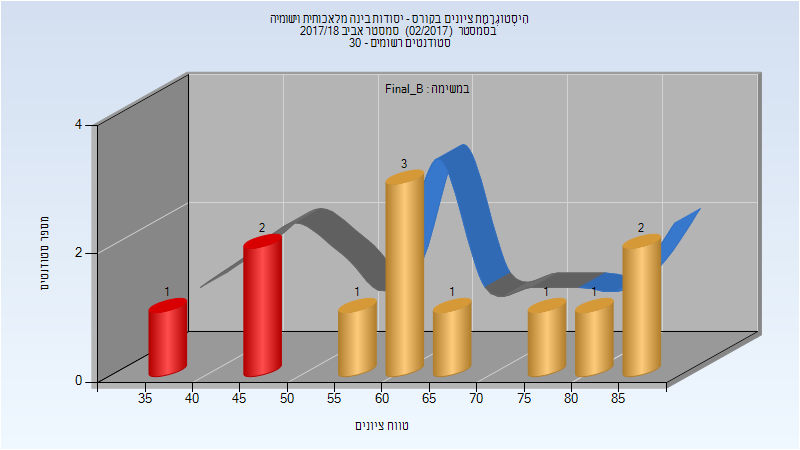 היסטוגרמת ציונים בקורס - יסודות בינה מלאכותית וישומיה
בסמסטר (02/2017) סמסטר אביב 2017/18
סטודנטים רשומים - 30
במשימה : Final_B
מספר סטודנטים
4
2
0
1
2
1
3
1
1
1
2
35 40 45 50 55 60 65 70 75 80 85
טווח ציונים